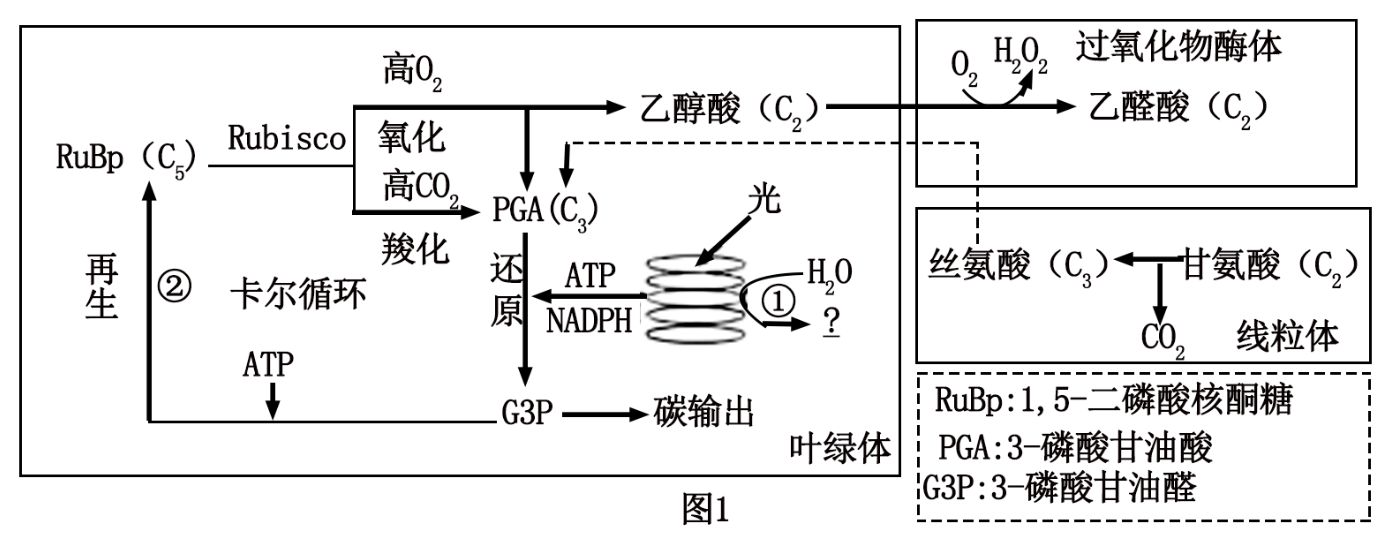 高O₂
氧化
高CO₂
羧化
RuBp（C₅）
Rubisco
乙醇酸（C₂）
PGA(C₃)
光
还原
ATP
NADPH
H₂O
①
?
再生
②
卡尔循环
ATP
G3P
碳输出
叶绿体
O₂
H₂O₂
过氧化物酶体
乙醛酸（C₂）
丝氨酸（C₃）
甘氨酸（C₂）
CO₂
线粒体
RuBp:1,5-二磷酸核酮糖
PGA:3-磷酸甘油酸
G3P:3-磷酸甘油醛
图1